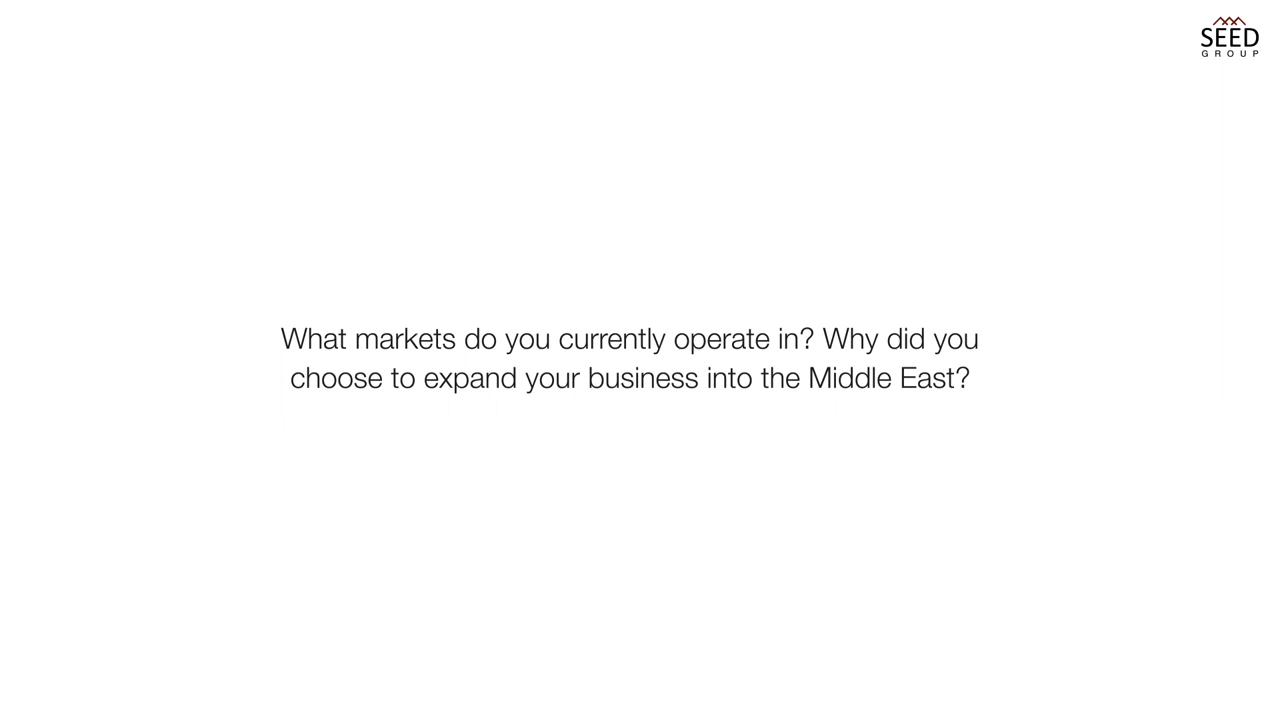 SEED
GROUP
What markets do you currently operate in? Why did you
choose to expand your business into the Middle East?